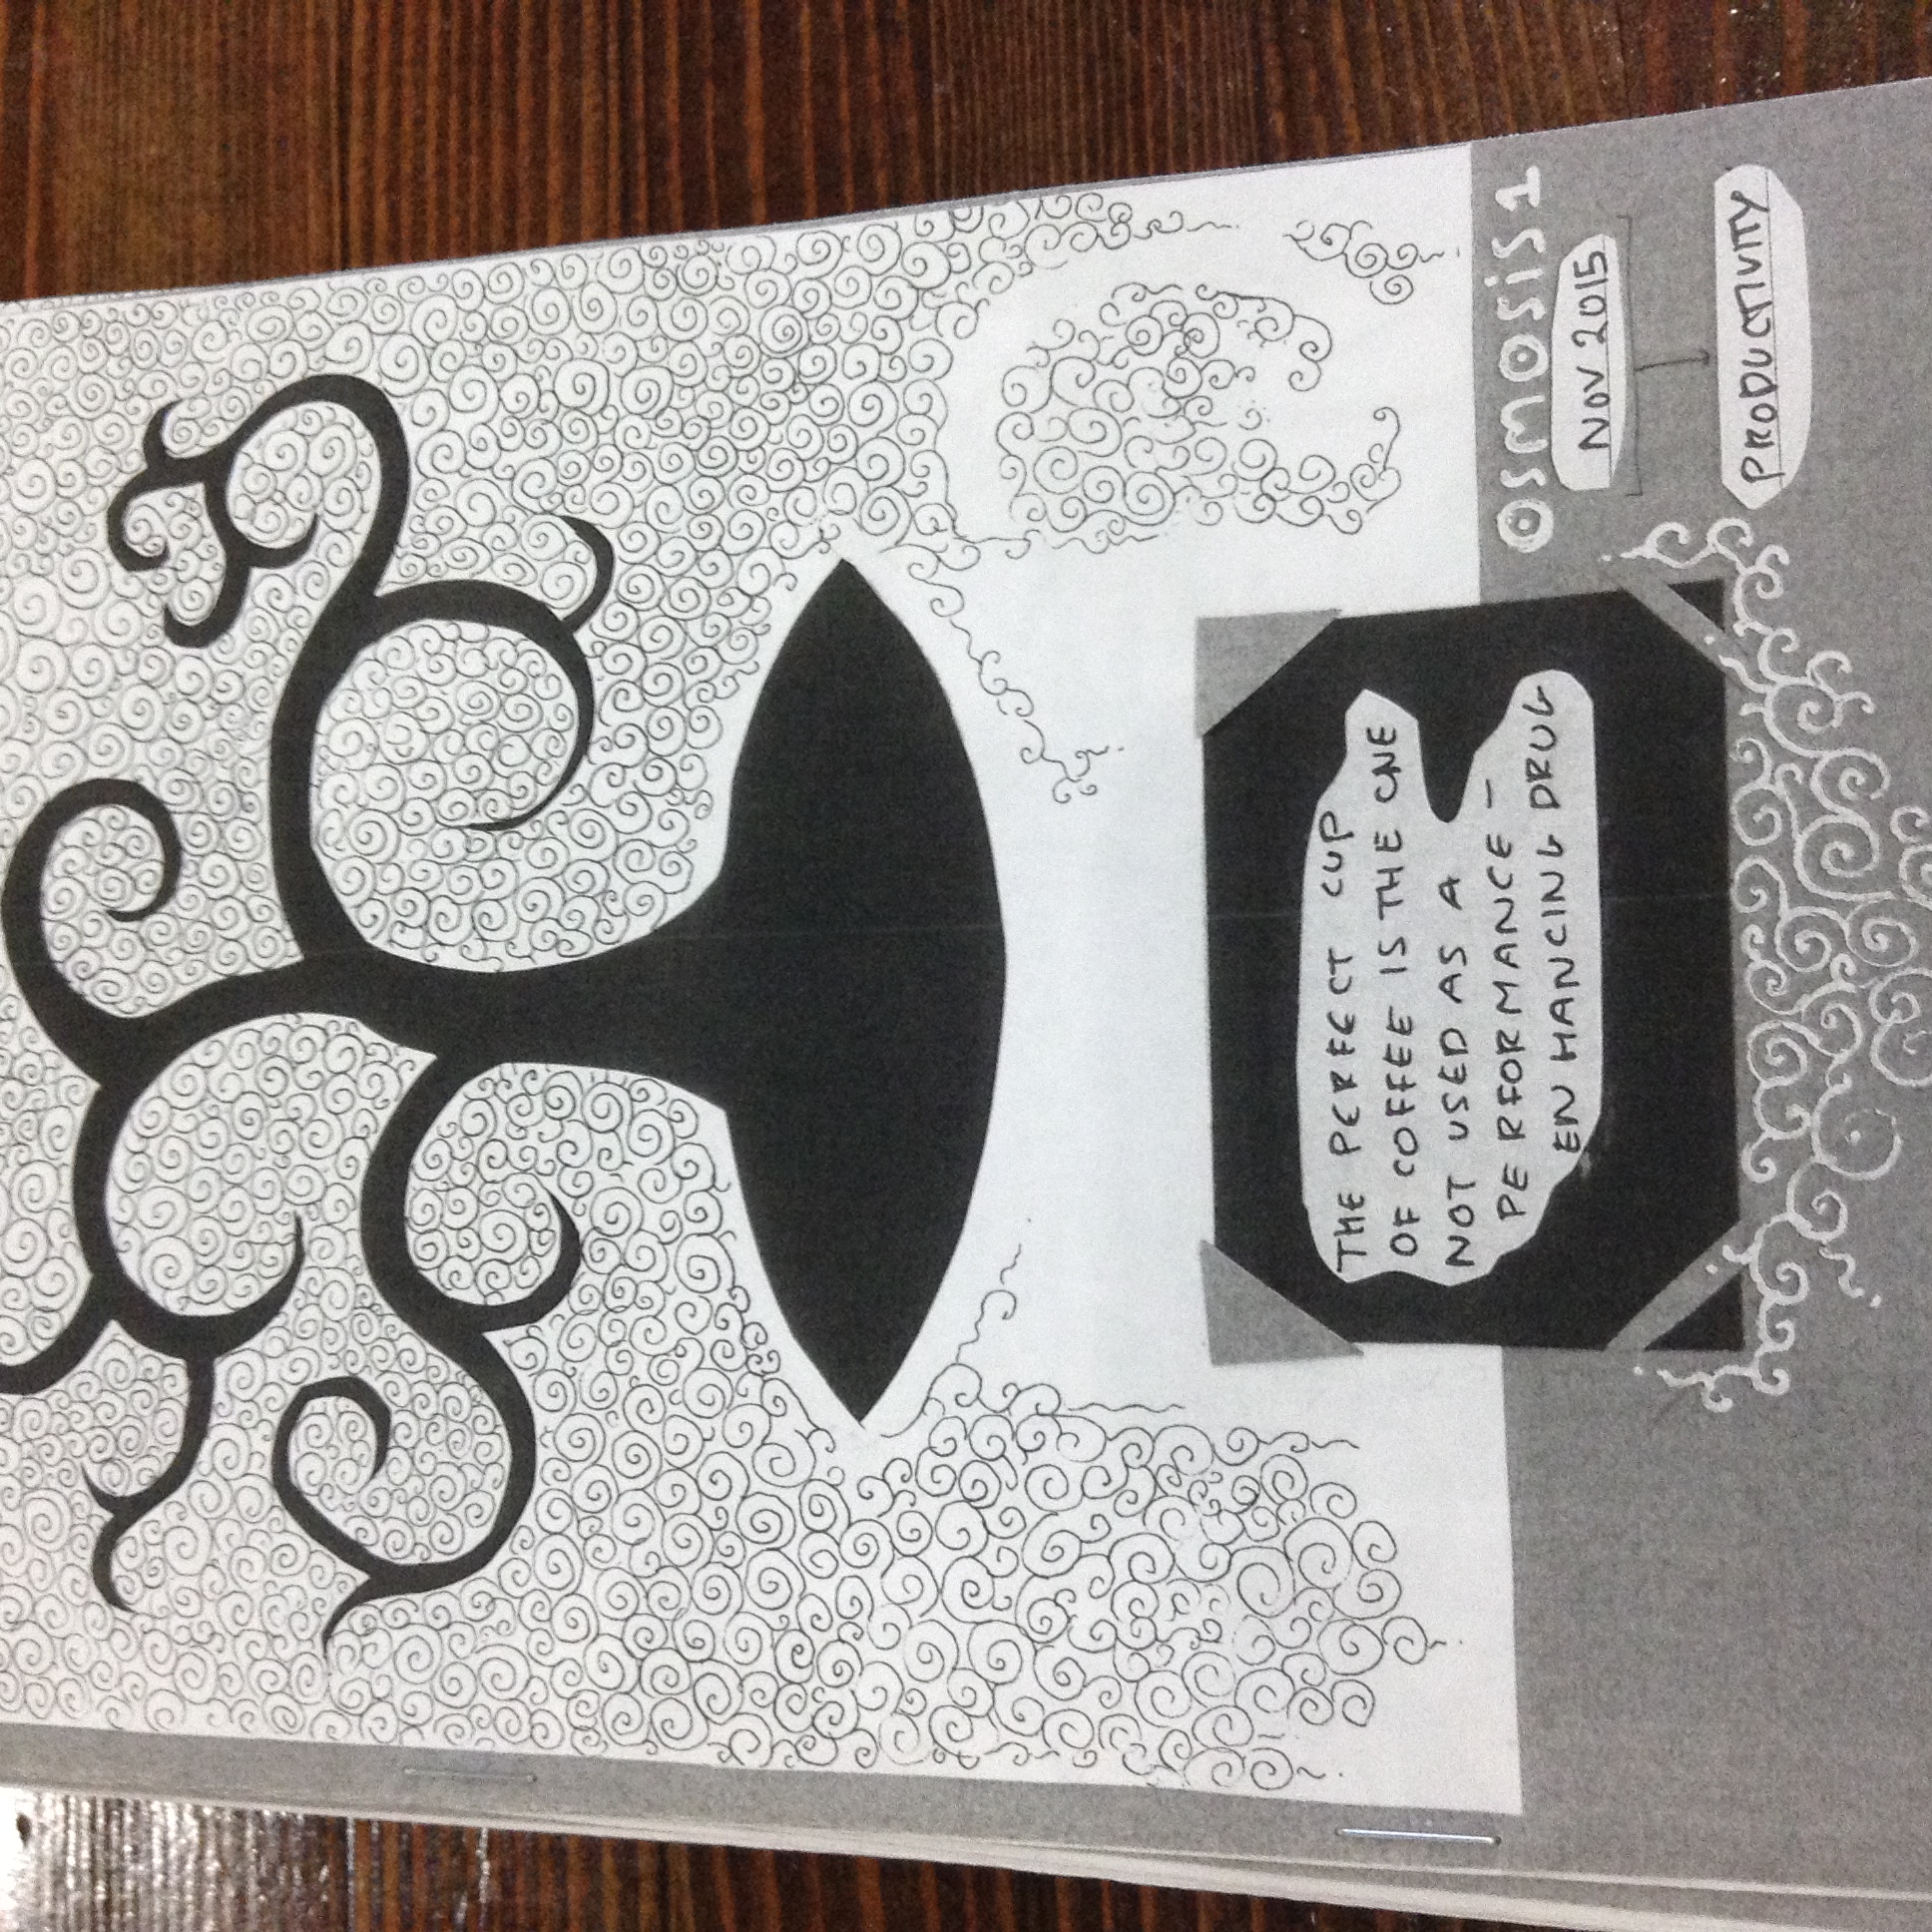 THE PERFECT CUP
OF COFFEE IS THE ONE
NOT USED AS A
PERFORMANCE-
ENHANCING DRUG
OSMOSIS 1
NOV 2015
PRODUCTIVITY